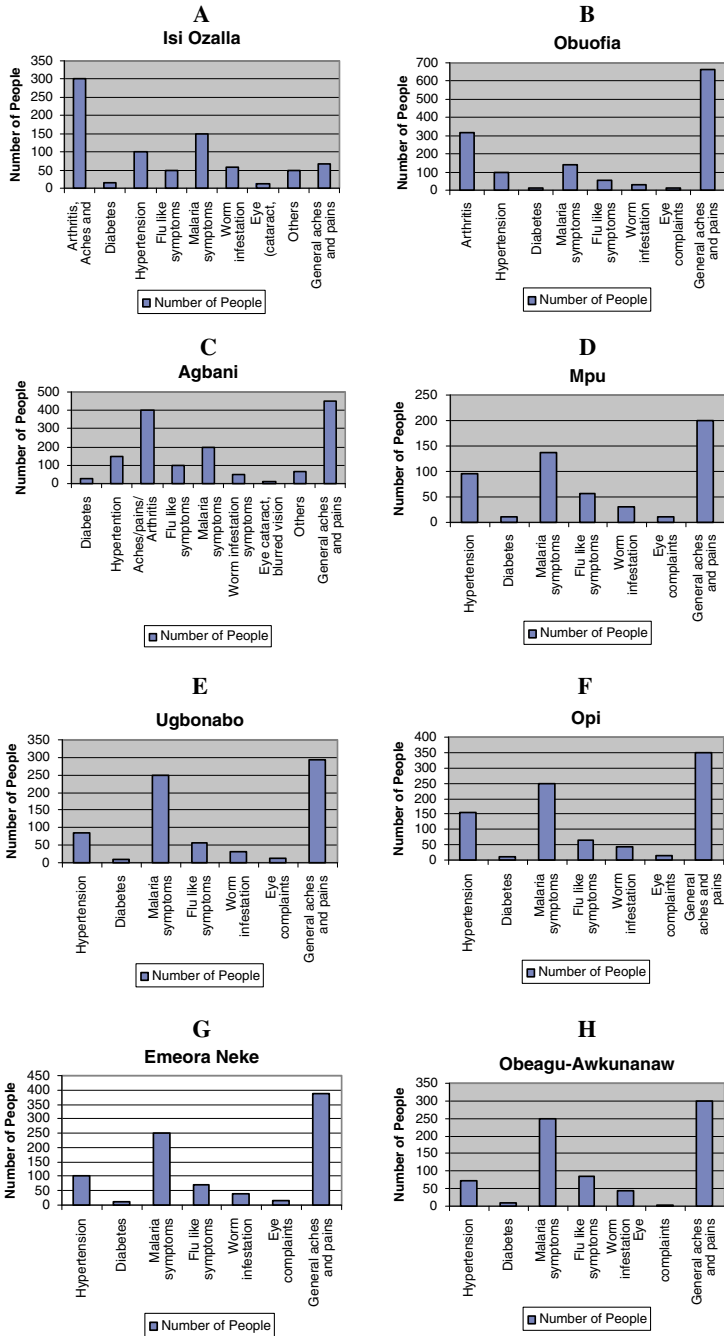 A
Isi Ozalla
Number of People
350
300
250
200
150
100
50
0
Arthritis,
Aches and
Diabetes
Hypertension
Flu like
symptoms
Malaria
symptoms
Worm
infestation
Eye
(cataract,
Others
General aches
and pains
Number of People
B
Obuofia
Number of People
700
600
500
400
300
200
100
0
Arthritis
Hypertension
Diabetes
Malaria
symptoms
Flu like
symptoms
Worm
infestation
Eye
complaints
General aches
and pains
Number of People
C
Agbani
Number of People
500
400
300
200
100
0
Diabetes
Hypertention
Aches/pains/
Arthritis
Flu like
symptoms
Malaria
symptoms
Worm infestation
symptoms
Eye cataract,
blurred vision
Others
General aches
and pains
Number of People
D
Mpu
Number of People
250
200
150
100
50
0
Hypertension
Diabetes
Malaria
symptoms
Flu like
symptoms
Worm
infestation
Eye
complaints
General aches
and pains
Number of People
E
Ugbonabo
Number of People
350
300
250
200
150
100
50
0
Hypertension
Diabetes
Malaria
symptoms
Flu like
symptoms
Worm
infestation
Eye
complaints
General aches
and pains
Number of People
F
Opi
Number of People
400
350
300
250
200
150
100
50
0
Hypertension
Diabetes
Malaria
symptoms
Flu like
symptoms
Worm
infestation
Eye
complaints
General
aches and
pains
Number of People
G
Emeora Neke
Number of People
450
400
350
300
250
200
150
100
50
0
Hypertension
Diabetes
Malaria
symptoms
Flu like
symptoms
Worm
infestation
Eye
complaints
General aches
and pains
Number of People
H
Obeagu-Awkunanaw
Number of People
350
300
250
200
150
100
50
0
Hypertension
Diabetes
Malaria
symptoms
Flu like
symptoms
Worm
infestation Eye
complaints
General aches
and pains
Number of People